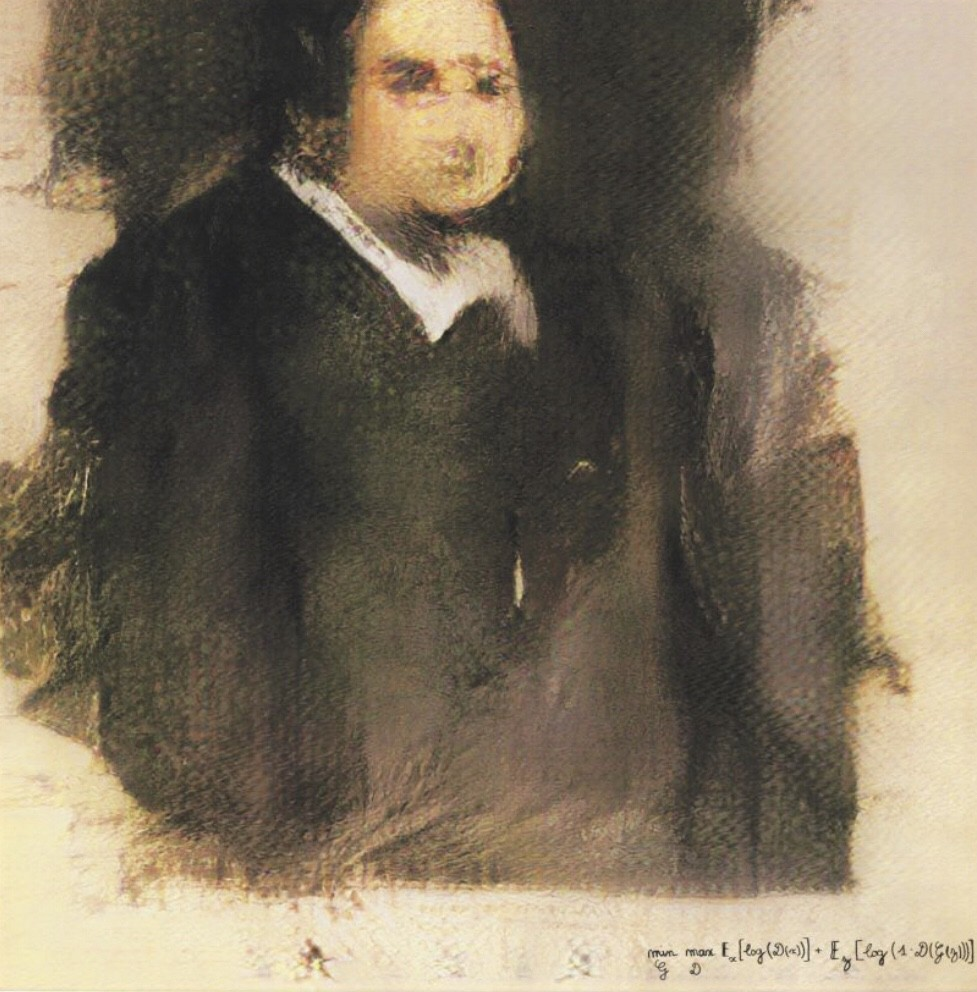 min max 𝔼ₓ[log(D(x))] + 𝔼_z[log(1-D(G(z)))]
G D